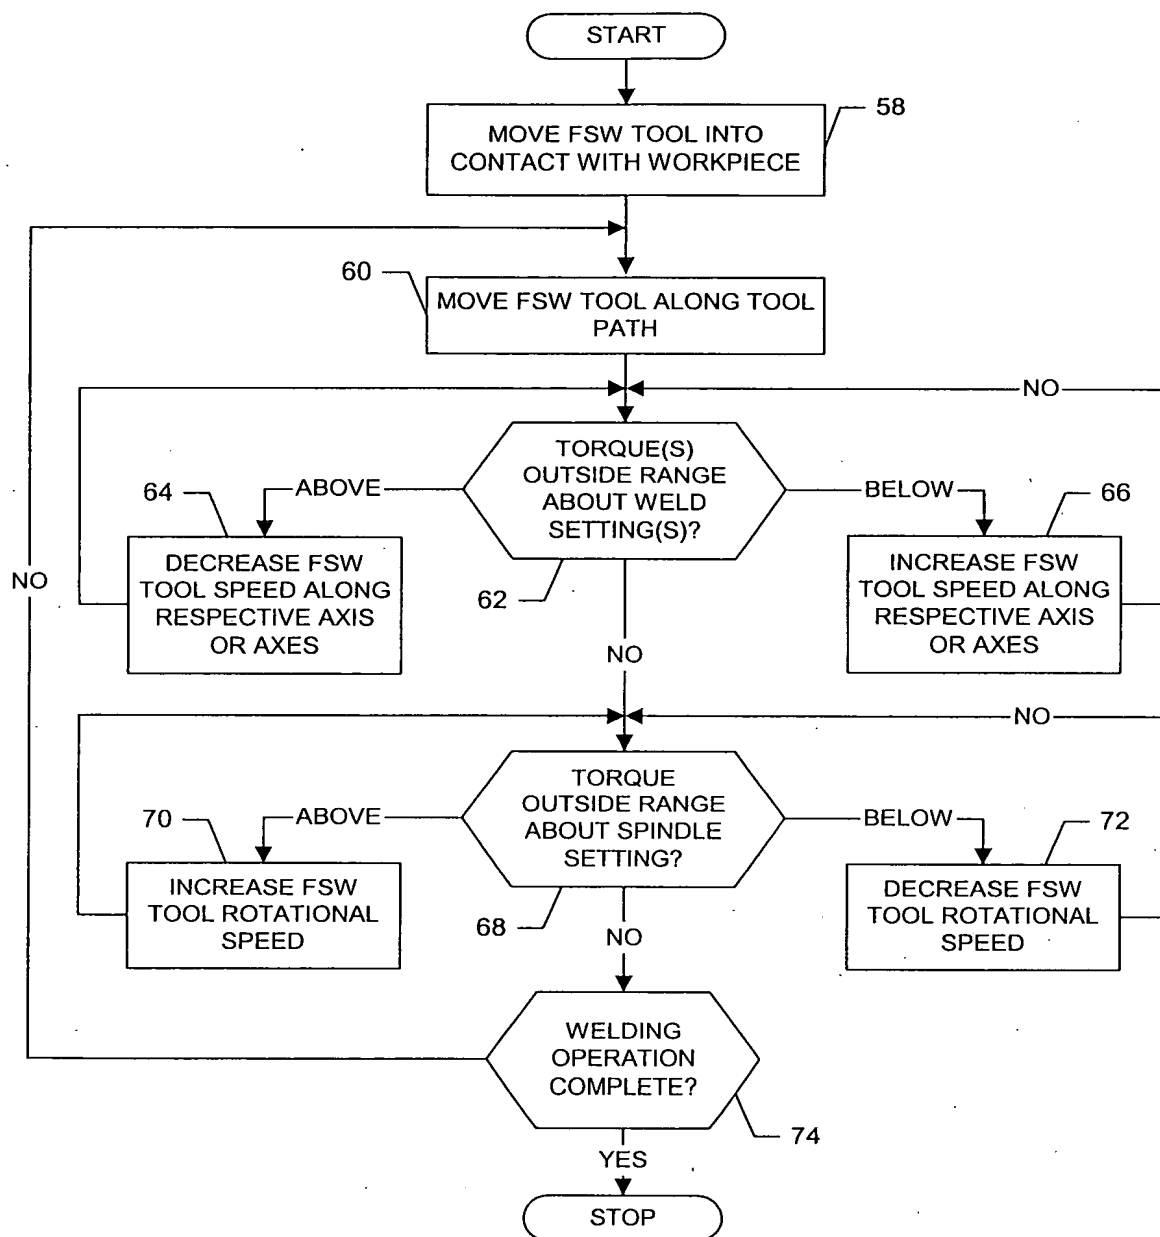 START
58
MOVE FSW TOOL INTO
CONTACT WITH WORKPIECE
60
MOVE FSW TOOL ALONG TOOL
PATH
NO
TORQUE(S)
OUTSIDE RANGE
ABOUT WELD
SETTING(S)?
64
ABOVE
BELOW
66
DECREASE FSW
TOOL SPEED ALONG
RESPECTIVE AXIS
OR AXES
INCREASE FSW
TOOL SPEED ALONG
RESPECTIVE AXIS
OR AXES
NO
62
NO
NO
TORQUE
OUTSIDE RANGE
ABOUT SPINDLE
SETTING?
70
ABOVE
BELOW
72
INCREASE FSW
TOOL ROTATIONAL
SPEED
DECREASE FSW
TOOL ROTATIONAL
SPEED
68
NO
WELDING
OPERATION
COMPLETE?
74
YES
STOP